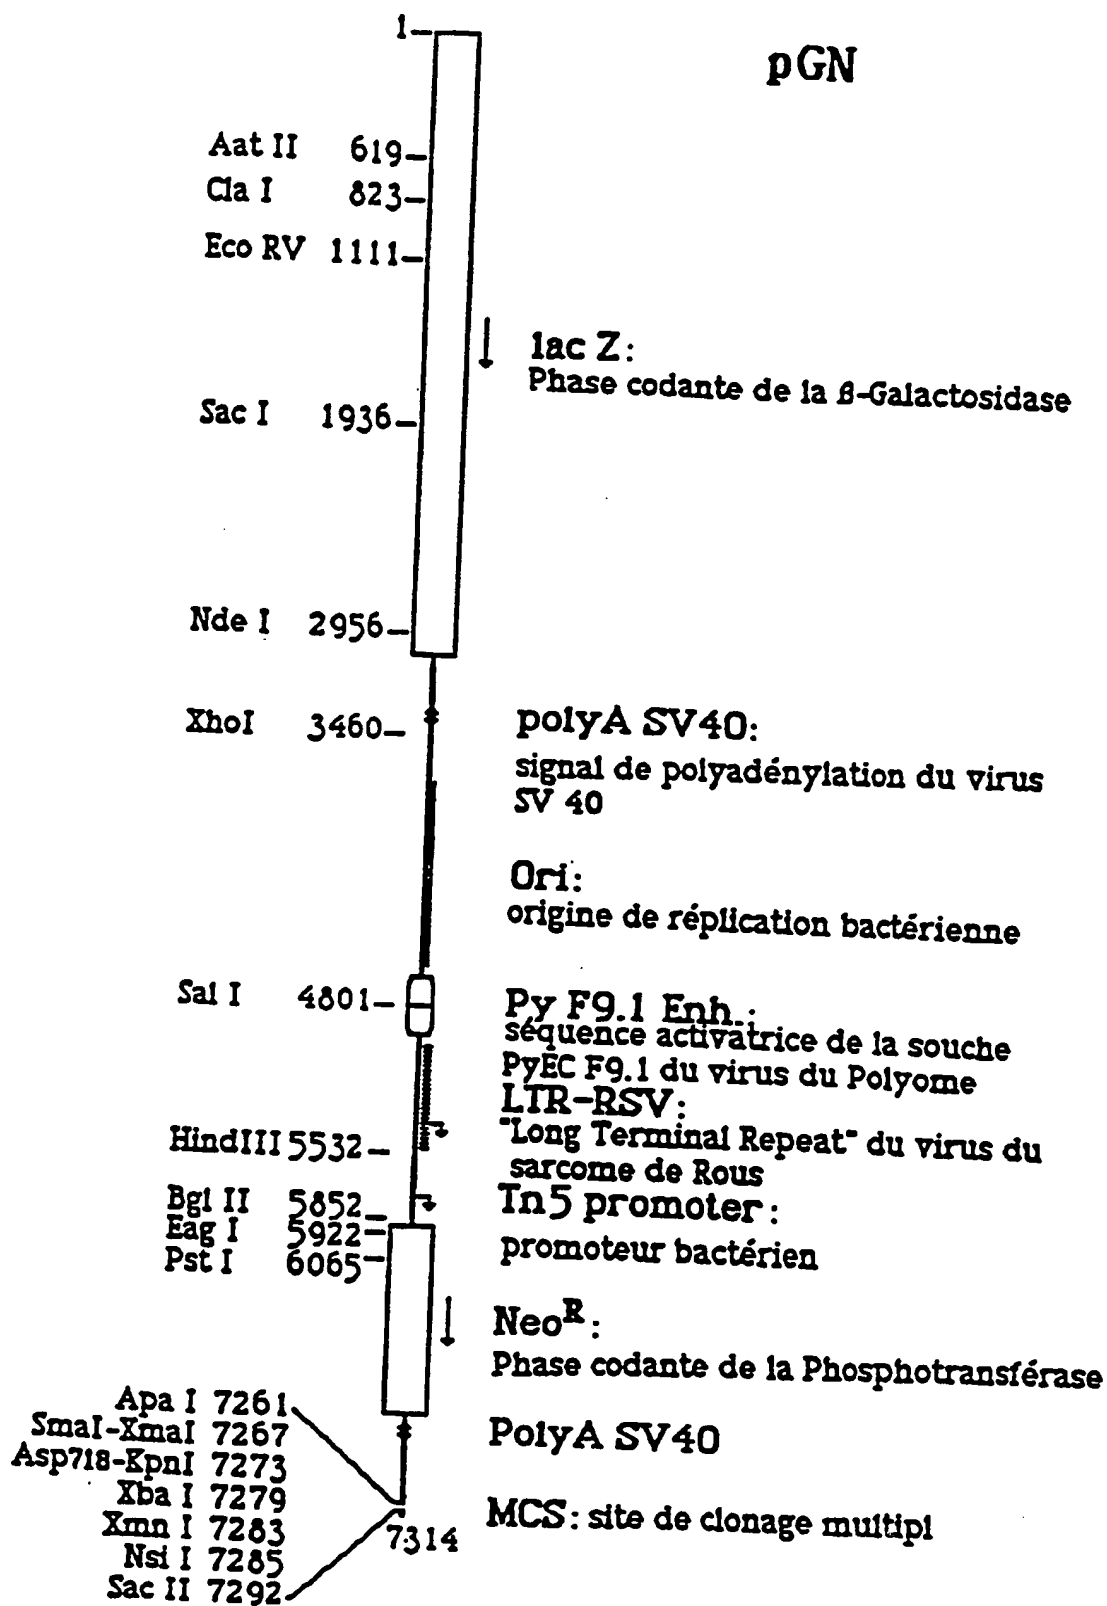 pGN
1
Aat II 619
Cla I 823
Eco RV 1111
lac Z:
Phase codante de la β-Galactosidase
Sac I 1936
Nde I 2956
XhoI 3460
polyA SV40:
signal de polyadénylation du virus
SV 40
Ori:
origine de réplication bactérienne
Sal I 4801
Py F9.1 Enh.:
séquence activatrice de la souche
PyEC F9.1 du virus du Polyome
LTR-RSV:
"Long Terminal Repeat" du virus du
sarcome de Rous
HindIII 5532
Tn5 promoter:
promoteur bactérien
Bgl II 5852
Eag I 5922
Pst I 6065
Neo^R:
Phase codante de la Phosphotransférase
Apa I 7261
SmaI-XmaI 7267
Asp718-KpnI 7273
Xba I 7279
Xmn I 7283
Nsi I 7285
Sac II 7292
PolyA SV40
7314
MCS: site de clonage multipl